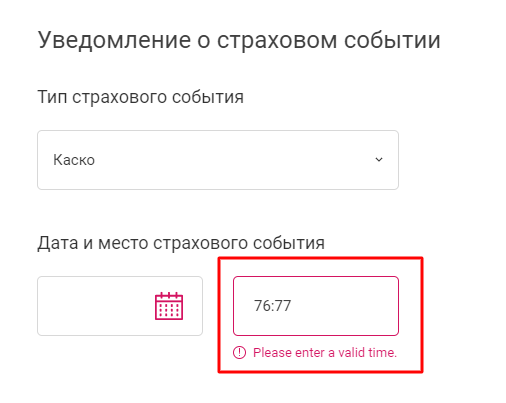 Уведомление о страховом событии
Тип страхового события
Каско
Дата и место страхового события
76:77
Please enter a valid time.